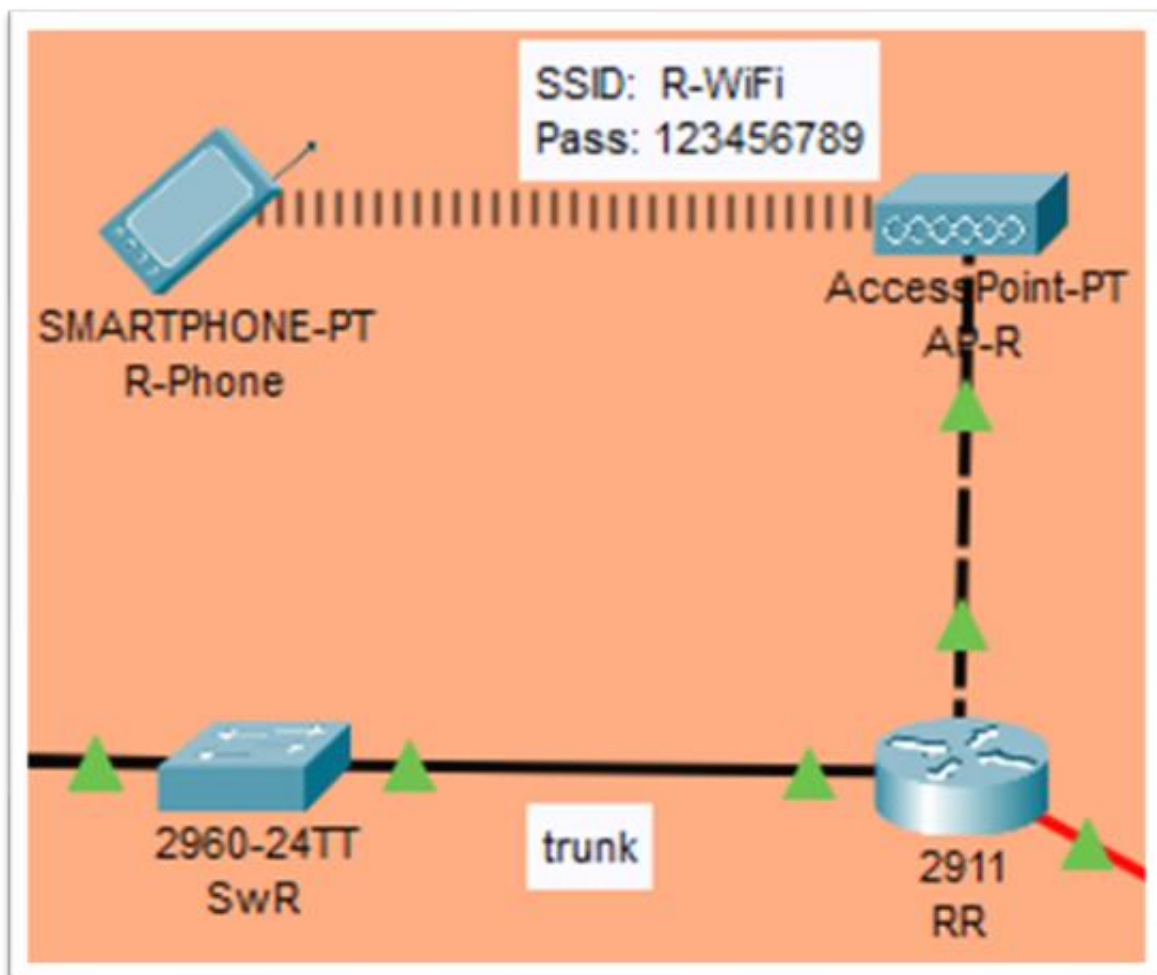 SSID: R-WiFi
Pass: 123456789
SMARTPHONE-PT
R-Phone
AccessPoint-PT
AP-R
2960-24TT
SwR
trunk
2911
RR